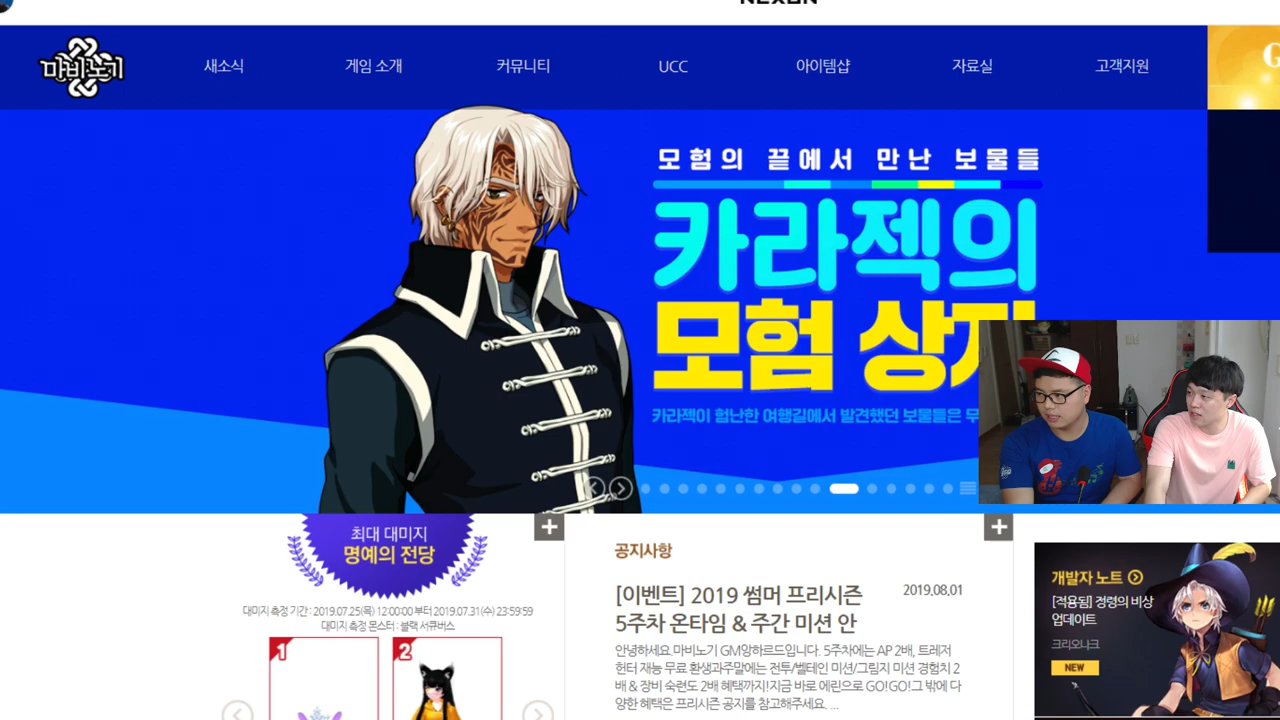 NEXON
마비노기
새소식
게임 소개
커뮤니티
UCC
아이템샵
자료실
고객지원
G
모험의 끝에서 만난 보물들
카라젝의
모험 상자
카라젝이 험난한 여행길에서 발견했던 보물들은 무
최대 대미지
명예의 전당
대미지 측정 기간 : 2019.07.25(목) 12:00:00 부터 2019.07.31(수) 23:59:59
대미지 측정 몬스터 : 블랙 서큐버스
1
2
공지사항
[이벤트] 2019 썸머 프리시즌
5주차 온타임 & 주간 미션 안
2019.08.01
안녕하세요.마비노기 GM앙하르드입니다. 5주차에는 AP 2배, 트레저
헌터 재능 무료 환생과주말에는 전투/벨테인 미션/그림자 미션 경험치 2
배 & 장비 숙련도 2배 혜택까지!지금 바로 에린으로 GO!GO!그 밖에 다
양한 혜택은 프리시즌 공지를 참고해주세요. ...
개발자 노트
[적용됨] 정령의 비상
업데이트
크리오니크
NEW